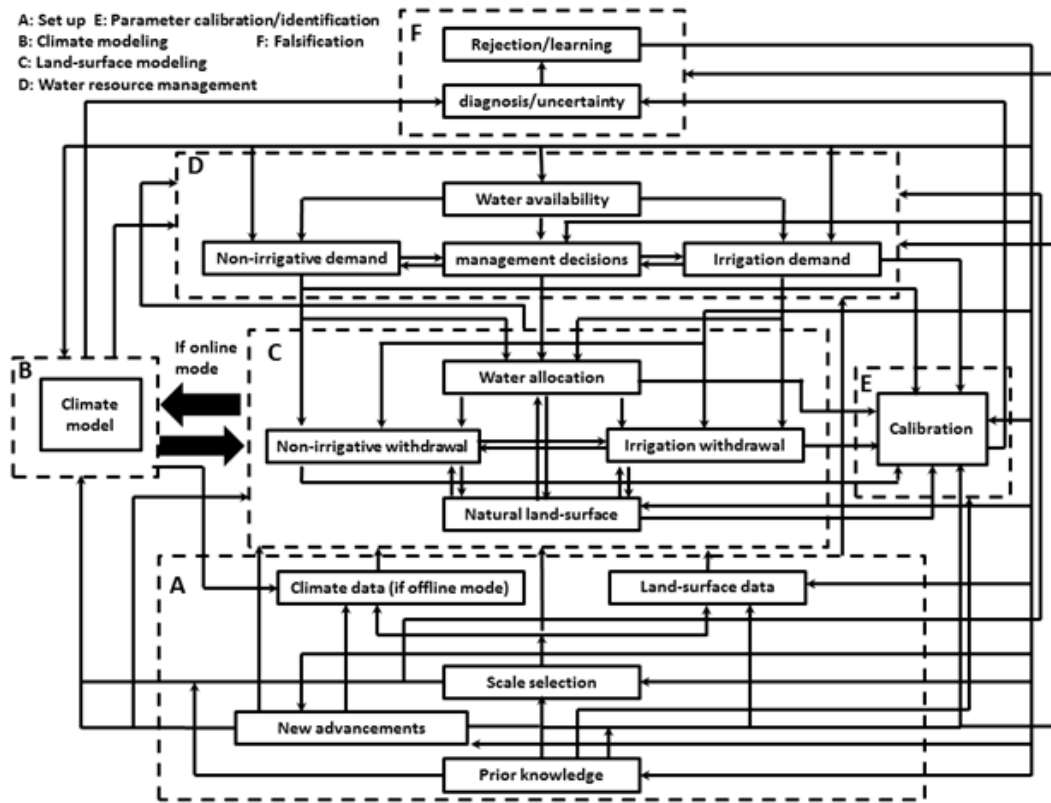 A: Set up E: Parameter calibration/identification
B: Climate modeling F: Falsification
C: Land-surface modeling
D: Water resource management
F
Rejection/learning
diagnosis/uncertainty
D
Water availability
Non-irrigative demand
management decisions
Irrigation demand
C
B
If online
mode
Climate
model
Water allocation
E
Calibration
Non-irrigative withdrawal
Irrigation withdrawal
Natural land-surface
A
Climate data (if offline mode)
Land-surface data
Scale selection
New advancements
Prior knowledge